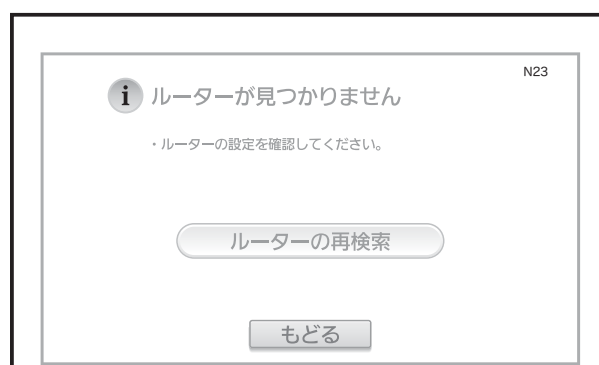 N23
i ルーターが見つかりません
・ルーターの設定を確認してください。
ルーターの再検索
もどる